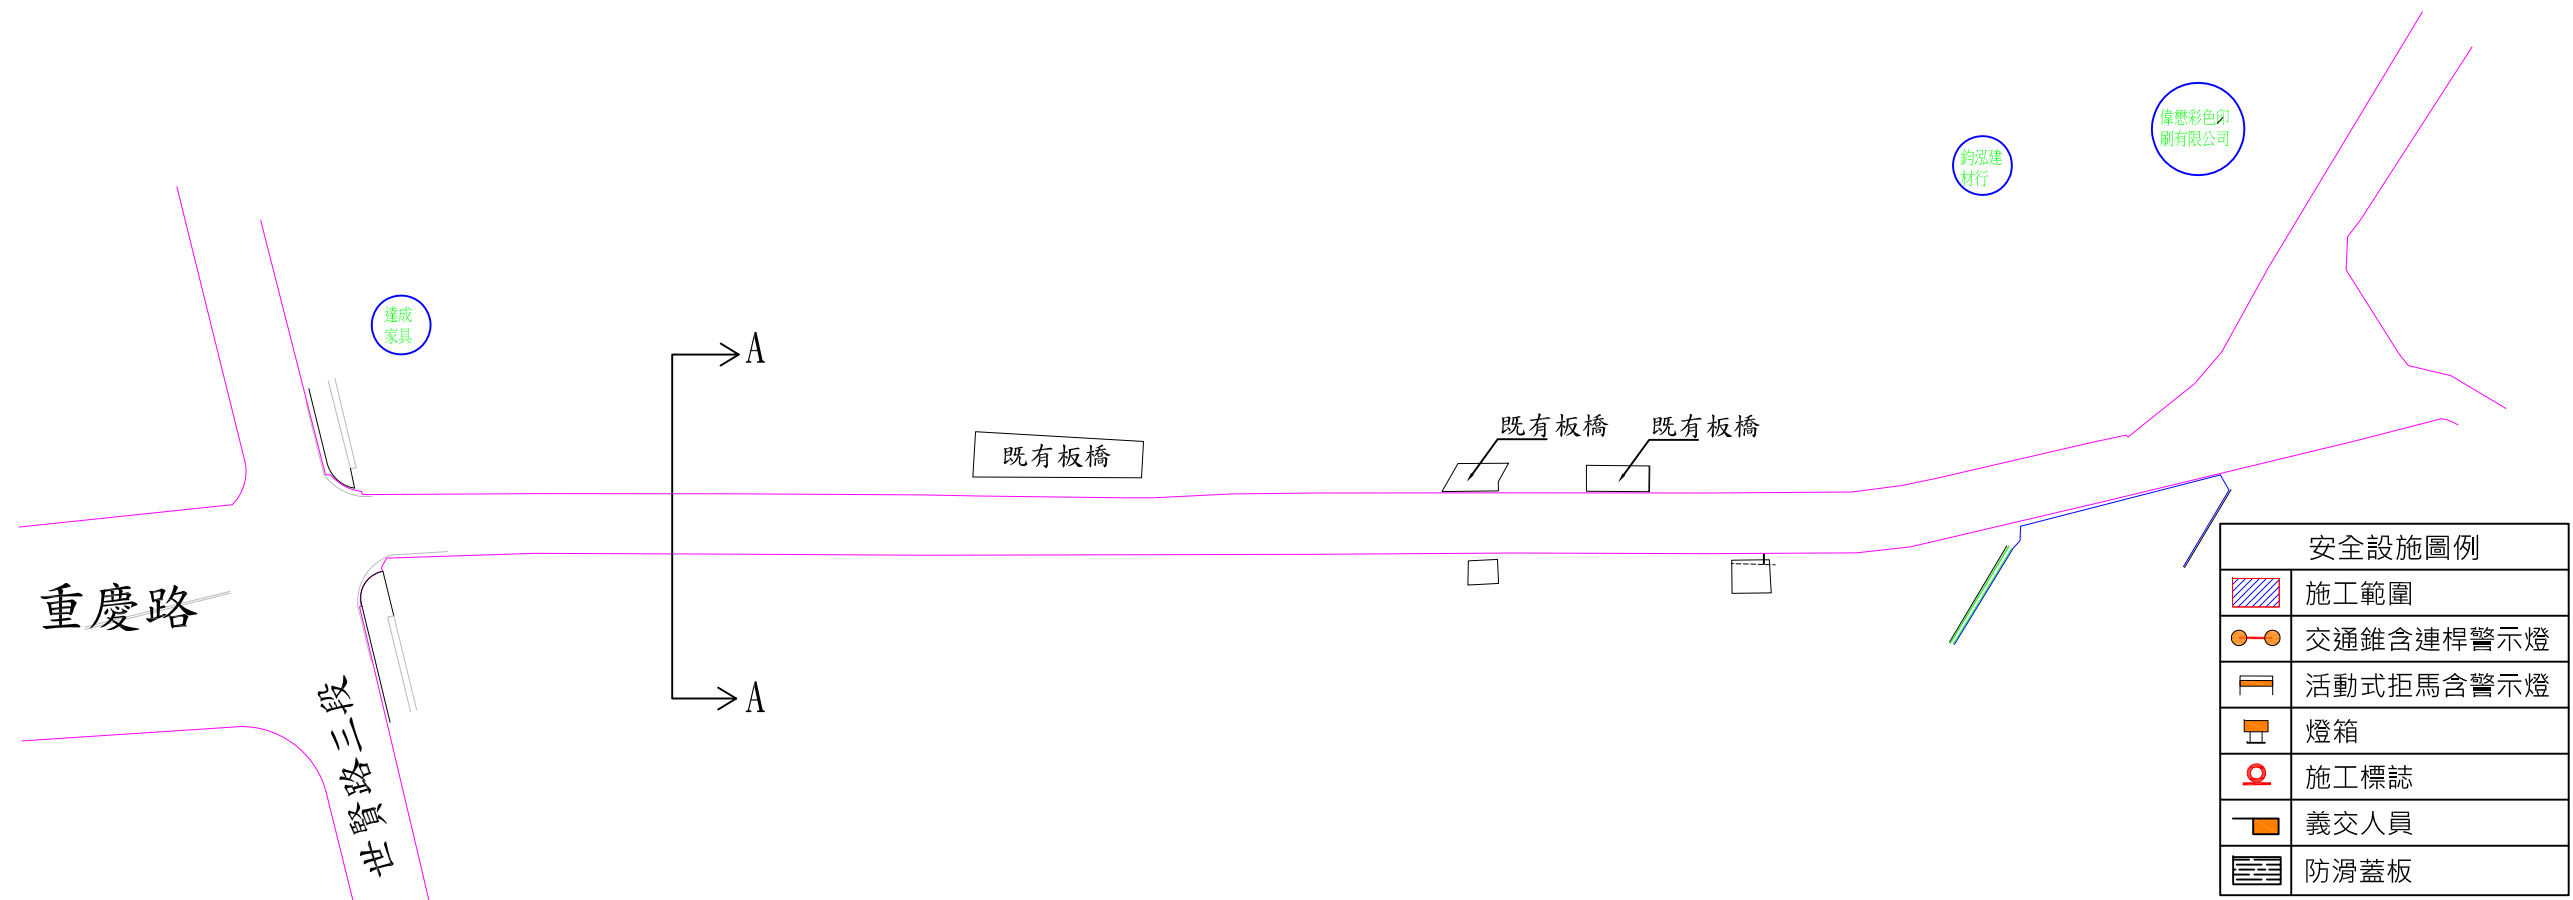 偉懋彩色印
刷有限公司
鈞泓建
材行
達成
家具
A
既有板橋
既有板橋
既有板橋
重慶路
世賢路三段
A
安全設施圖例
施工範圍
交通錐含連桿警示燈
活動式拒馬含警示燈
燈箱
施工標誌
義交人員
防滑蓋板